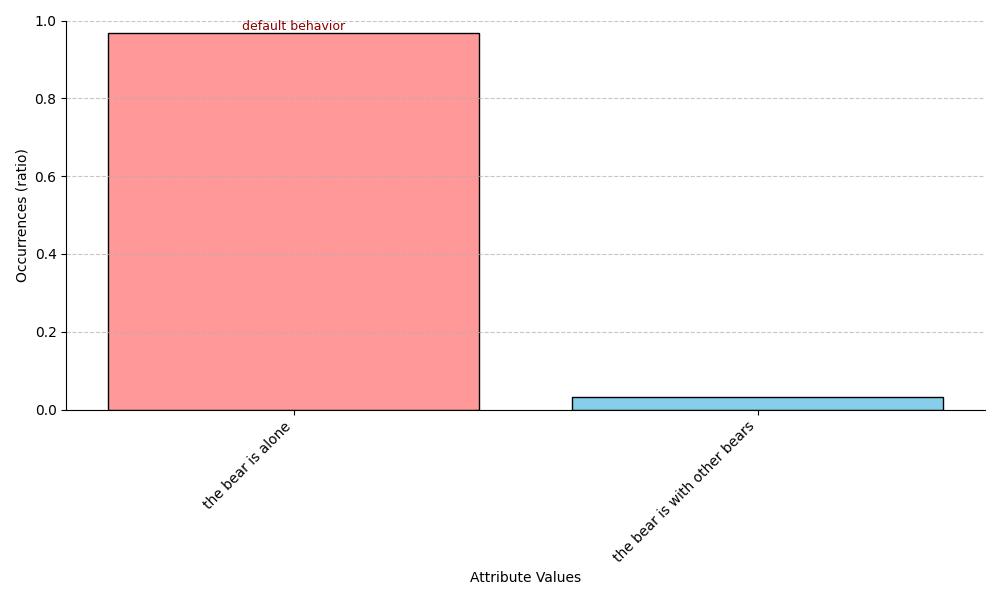 default behavior
1.0
0.8
0.6
0.4
0.2
0.0
Occurrences (ratio)
the bear is alone
the bear is with other bears
Attribute Values